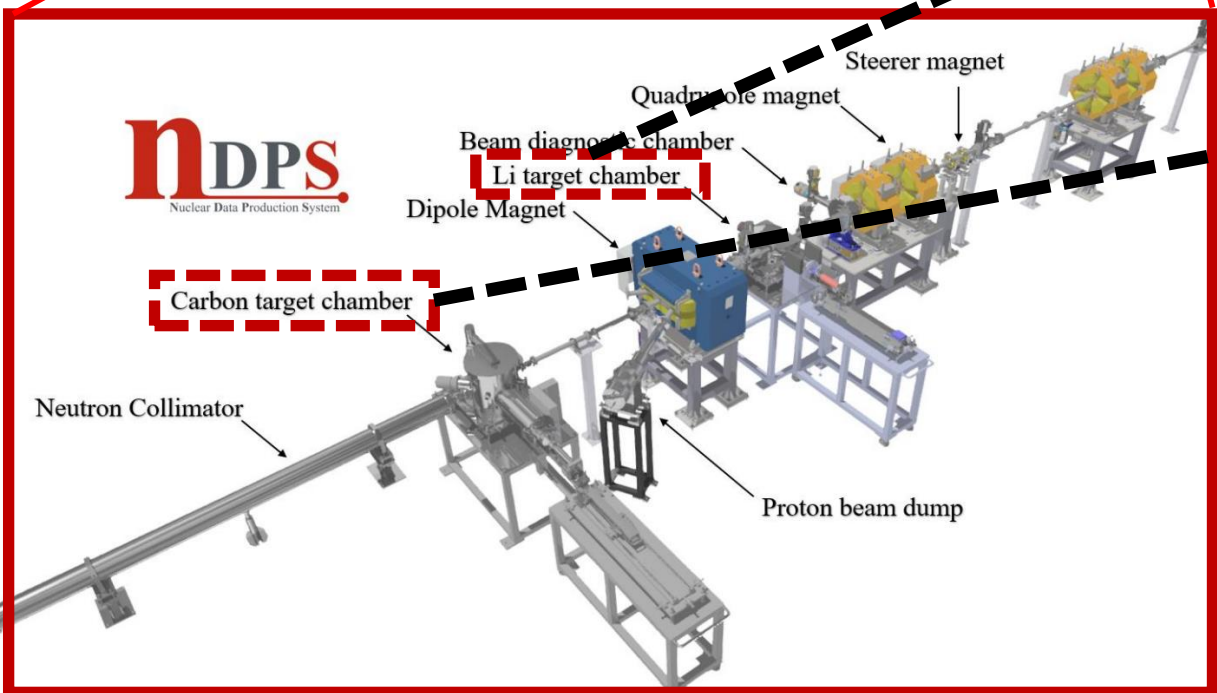 Steerer magnet
Quadrupole magnet
Beam diagnostic chamber
Li target chamber
Dipole Magnet
nDPS
Nuclear Data Production System
Carbon target chamber
Neutron Collimator
Proton beam dump